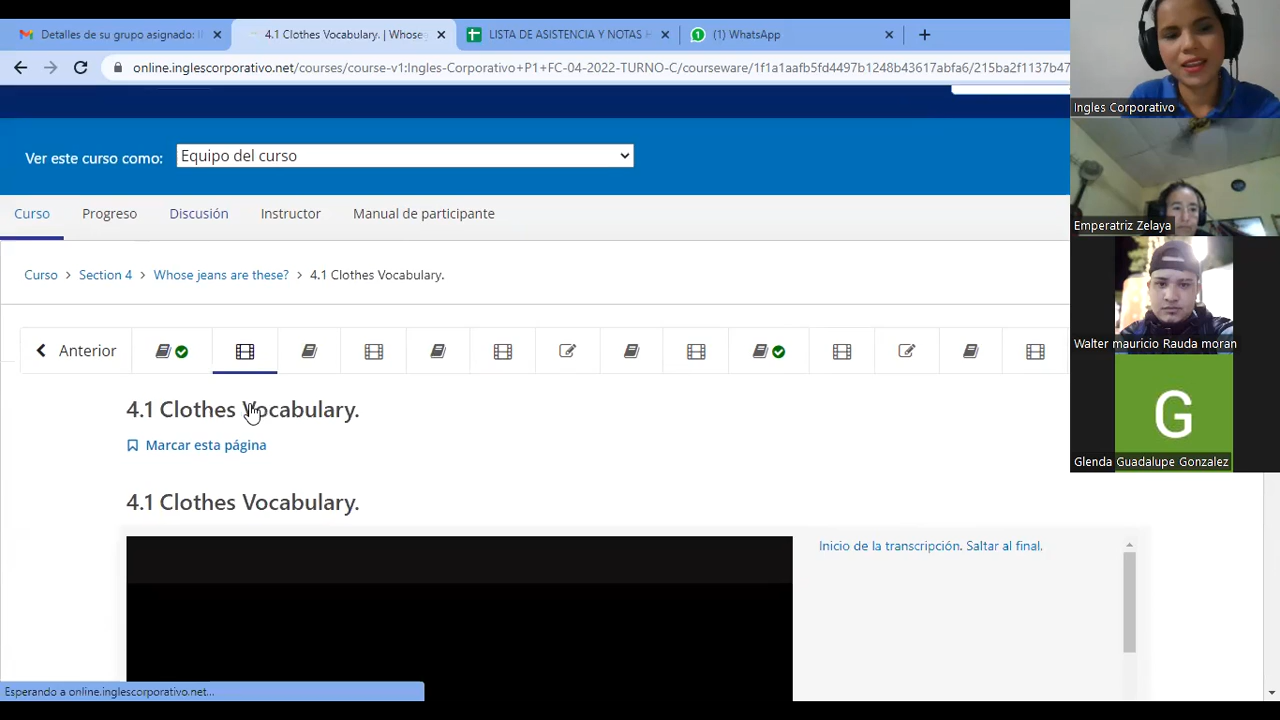 Detalles de su grupo asignado: I
4.1 Clothes Vocabulary. | Whose
LISTA DE ASISTENCIA Y NOTAS
(1) WhatsApp
online.inglescorporativo.net/courses/course-v1:Ingles-Corporativo+P1+FC-04-2022-TURNO-C/courseware/1f1a1aafb5fd4497b1248b43617abfa6/215ba2f1137b47
Ingles Corporativo
Ver este curso como:
Equipo del curso
Curso
Progreso
Discusión
Instructor
Manual de participante
Emperatriz Zelaya
Curso > Section 4 > Whose jeans are these? > 4.1 Clothes Vocabulary.
Anterior
Walter mauricio Rauda moran
4.1 Clothes Vocabulary.
Marcar esta página
G
Glenda Guadalupe Gonzalez
4.1 Clothes Vocabulary.
Inicio de la transcripción. Saltar al final.
Esperando a online.inglescorporativo.net...